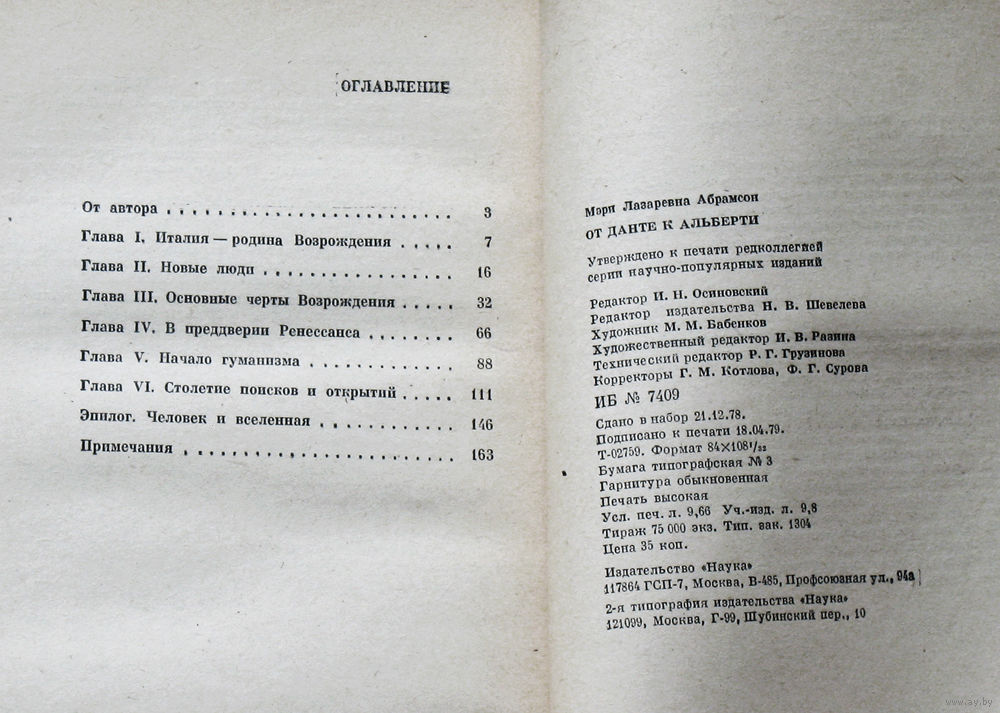 ОГЛАВЛЕНИЕ
От автора . . . . . . . . . . . . . . . . . . . . . . . . 3
Глава I. Италия — родина Возрождения . . . . . 7
Глава II. Новые люди . . . . . . . . . . . . . . . . 16
Глава III. Основные черты Возрождения . . . . . 32
Глава IV. В преддверии Ренессанса . . . . . . . 66
Глава V. Начало гуманизма . . . . . . . . . . . . 88
Глава VI. Столетие поисков и открытий . . . . . 111
Эпилог. Человек и вселенная . . . . . . . . . . . . 146
Примечания . . . . . . . . . . . . . . . . . . . . . . . 163
Мэри Лазаревна Абрамсон
ОТ ДАНТЕ К АЛЬБЕРТИ
Утверждено к печати редколлегией
серии научно-популярных изданий
Редактор И. Н. Осиновский
Редактор издательства Н. В. Шевелева
Художник М. М. Бабенков
Художественный редактор И. В. Разина
Технический редактор Р. Г. Грузинова
Корректоры Г. М. Котлова, Ф. Г. Сурова
ИБ № 7409
Сдано в набор 21.12.78.
Подписано к печати 18.04.79.
Т-02759. Формат 84×108¹/₃₂
Бумага типографская № 3
Гарнитура обыкновенная
Печать высокая
Усл. печ. л. 9,66 Уч.-изд. л. 9,8
Тираж 75 000 экз. Тип. зак. 1304
Цена 35 коп.
Издательство «Наука»
117864 ГСП-7, Москва, В-485, Профсоюзная ул., 94а
2-я типография издательства «Наука»
121099, Москва, Г-99, Шубинский пер., 10
www.ay.by